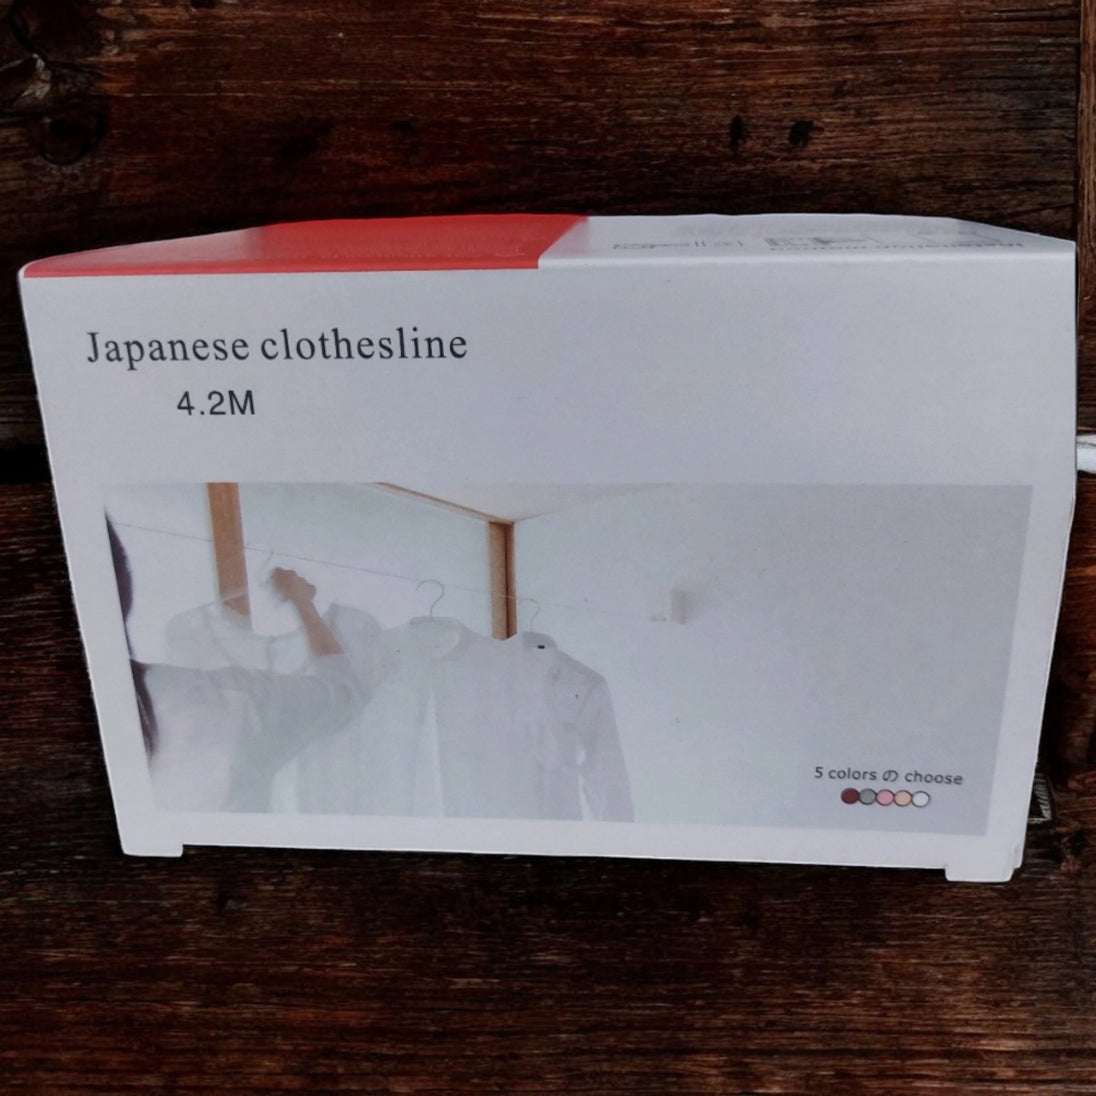 Japanese clothesline
4.2M
5 colors の choose